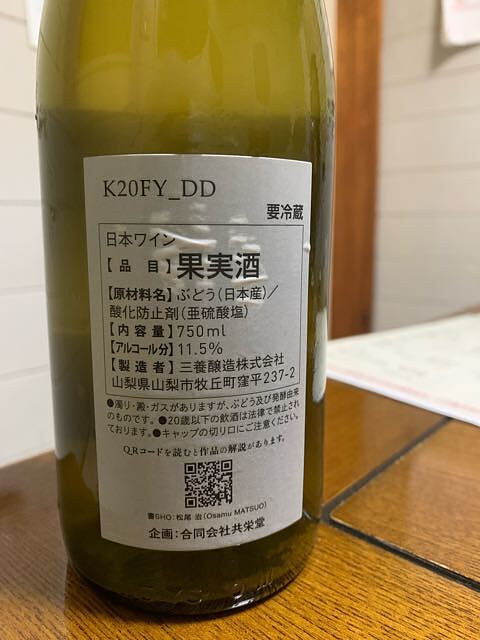 K20FY_DD
要冷蔵
日本ワイン
【品 目】果実酒
【原材料名】ぶどう(日本産)/
酸化防止剤(亜硫酸塩)
【内容量】750ml
【アルコール分】11.5%
【製造者】三養醸造株式会社
山梨県山梨市牧丘町窪平237-2
●濁り・澱・ガスがありますが、ぶどう及び発酵由来
のものです。●20歳以下の飲酒は法律で禁止され
ております。●キャップの切り口にご注意ください。
QRコードを読むと作品の解説があります。
書SHO:松尾 治(Osamu MATSUO)
企画:合同会社共栄堂